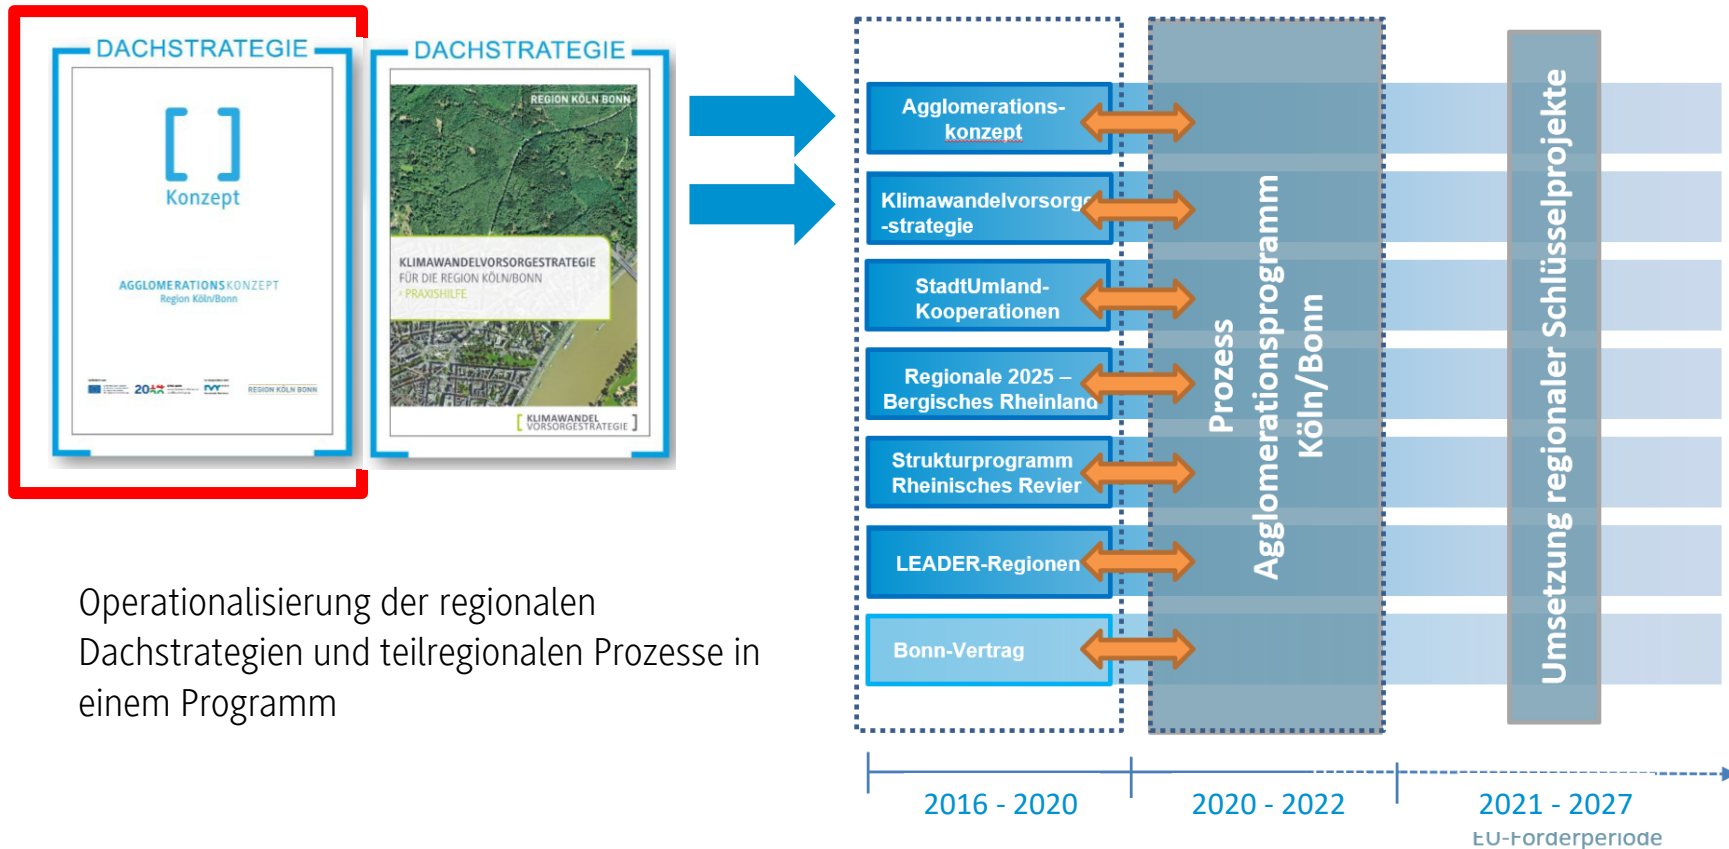 DACHSTRATEGIE
Konzept
AGGLOMERATIONSKONZEPT
Region Köln/Bonn
REGION KÖLN BONN
DACHSTRATEGIE
REGION KÖLN BONN
KLIMAWANDELVORSORGESTRATEGIE
FÜR DIE REGION KÖLN/BONN
› PRAXISHILFE
KLIMAWANDEL
VORSORGESTRATEGIE
Operationalisierung der regionalen
Dachstrategien und teilregionalen Prozesse in
einem Programm
Agglomerations-
konzept
Klimawandelvorsorge
-strategie
StadtUmland-
Kooperationen
Regionale 2025 –
Bergisches Rheinland
Strukturprogramm
Rheinisches Revier
LEADER-Regionen
Bonn-Vertrag
Prozess
Agglomerationsprogramm
Köln/Bonn
Umsetzung regionaler Schlüsselprojekte
2016 - 2020
2020 - 2022
2021 - 2027
EU-Förderperiode